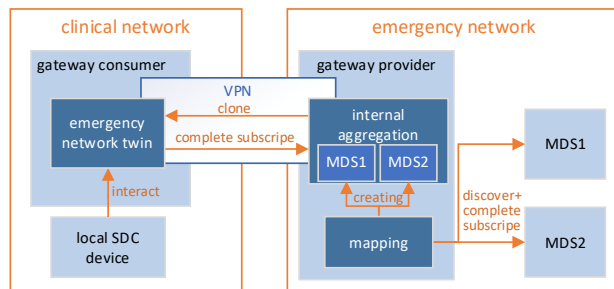 clinical network
emergency network
gateway consumer
gateway provider
VPN
clone
emergency
network twin
complete subscripe
internal
aggregation
MDS1
MDS2
MDS1
interact
creating
discover+
complete
subscripe
local SDC
device
mapping
MDS2